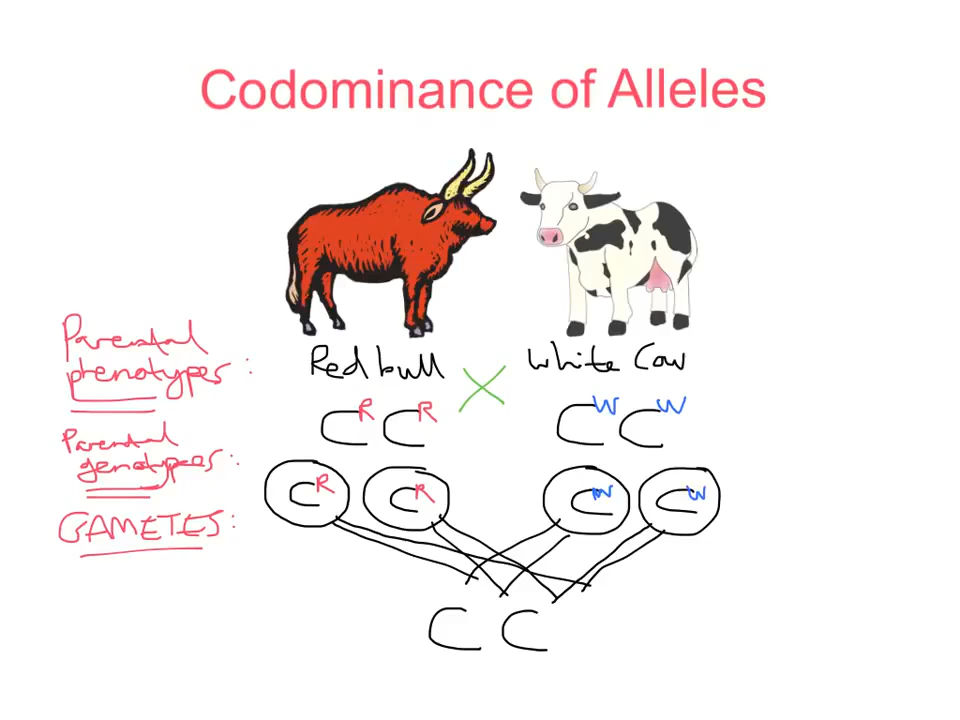 Codominance of Alleles
Parental
phenotypes :
Red bull
White Cow
C^R C^R
C^W C^W
Parental
genotypes :
C^R C^R C^W C^W
GAMETES :
C C